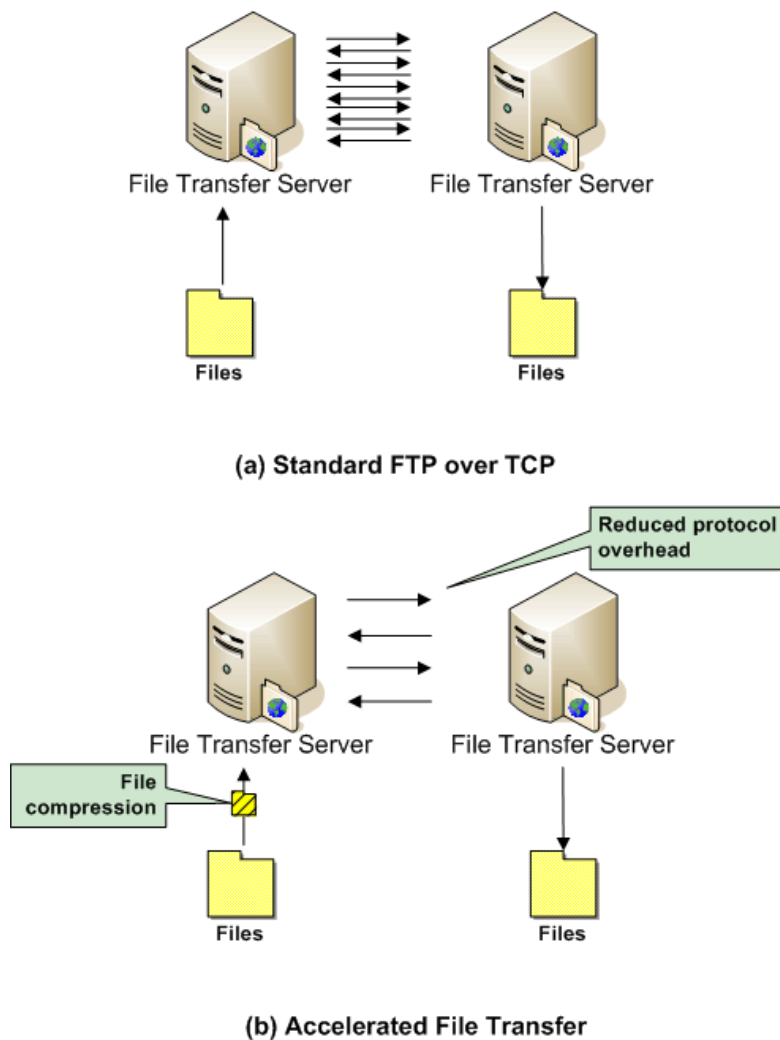 File Transfer Server
File Transfer Server
Files
Files
(a) Standard FTP over TCP
Reduced protocol
overhead
File Transfer Server
File Transfer Server
File
compression
Files
Files
(b) Accelerated File Transfer